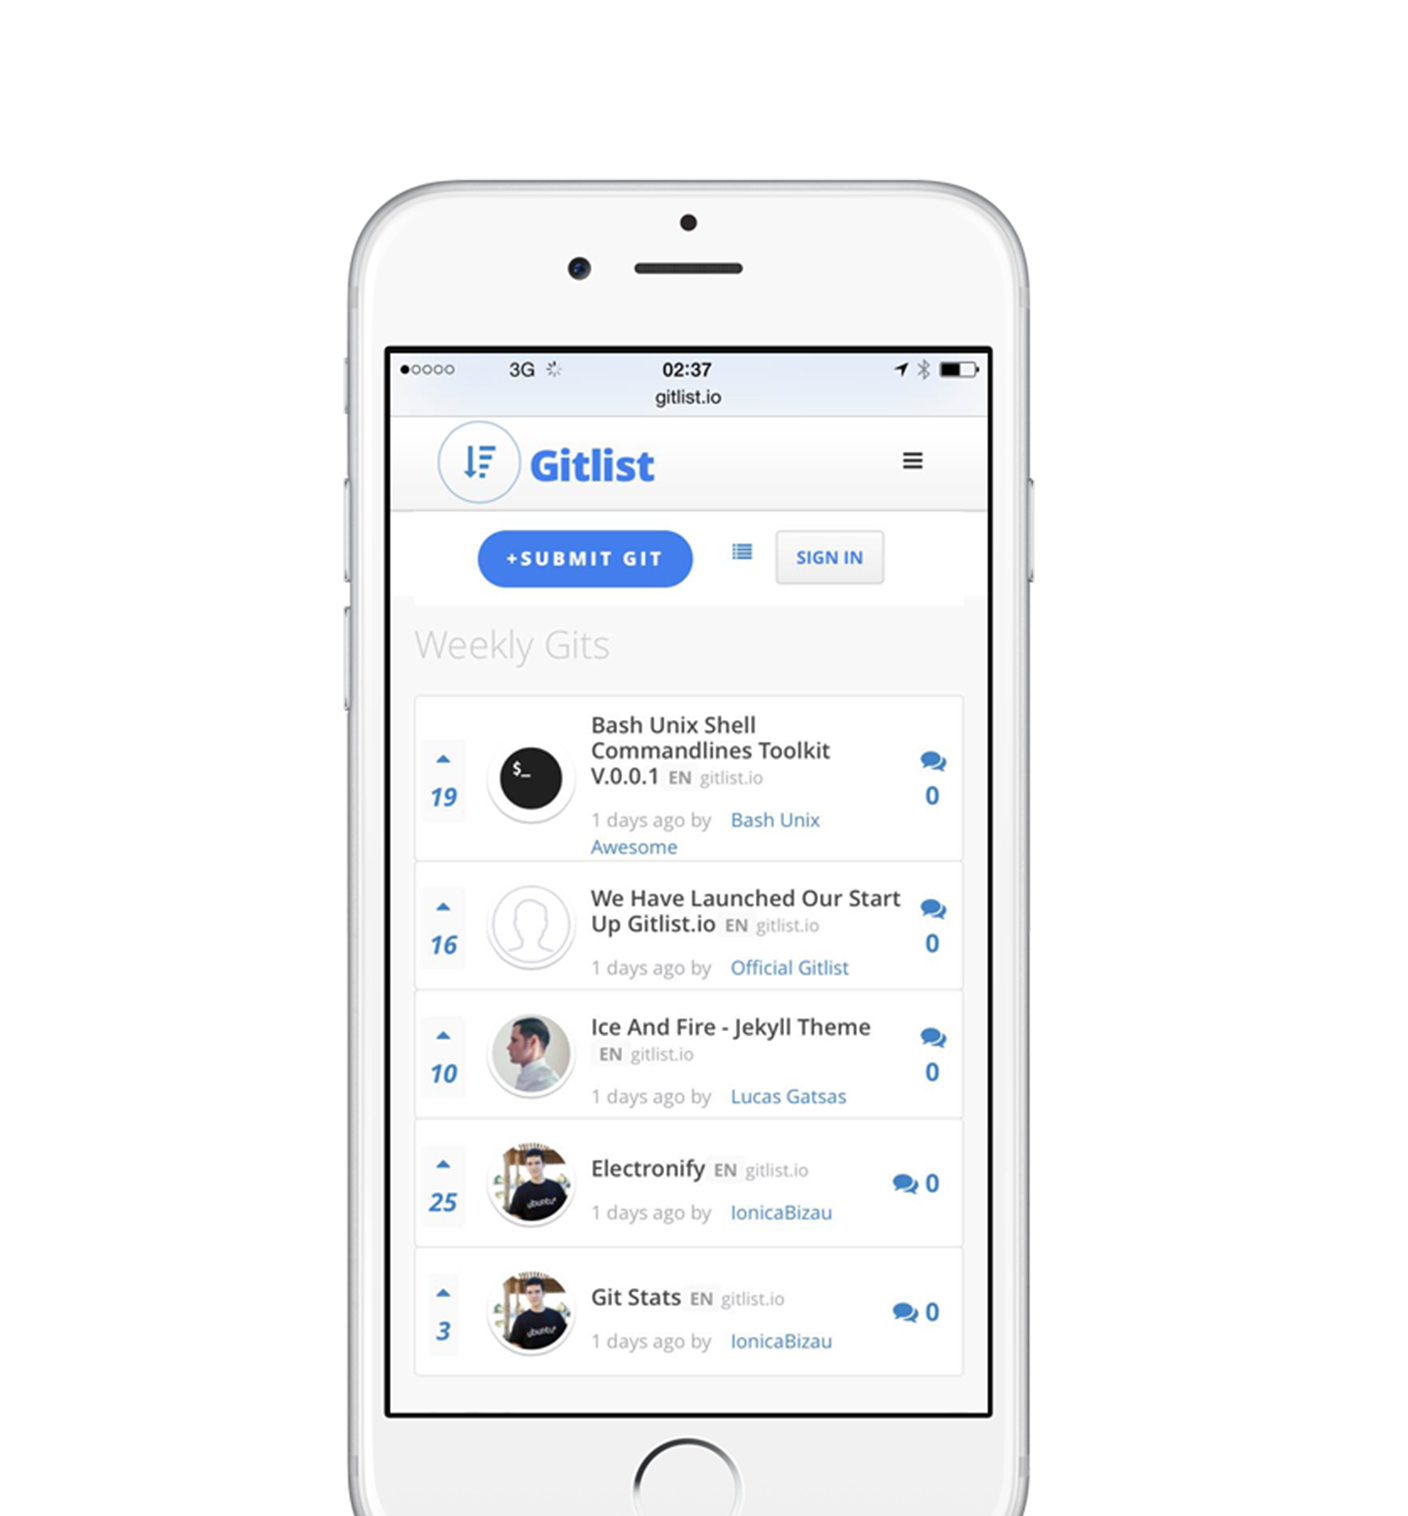 3G 02:37
gitlist.io
Gitlist
+SUBMIT GIT
SIGN IN
Weekly Gits
19
$_
Bash Unix Shell
Commandlines Toolkit
V.0.0.1 EN gitlist.io
1 days ago by Bash Unix
Awesome
0
16
We Have Launched Our Start
Up Gitlist.io EN gitlist.io
1 days ago by Official Gitlist
0
10
Ice And Fire - Jekyll Theme
EN gitlist.io
1 days ago by Lucas Gatsas
0
25
ubuntu
Electronify EN gitlist.io
1 days ago by IonicaBizau
0
3
ubuntu
Git Stats EN gitlist.io
1 days ago by IonicaBizau
0